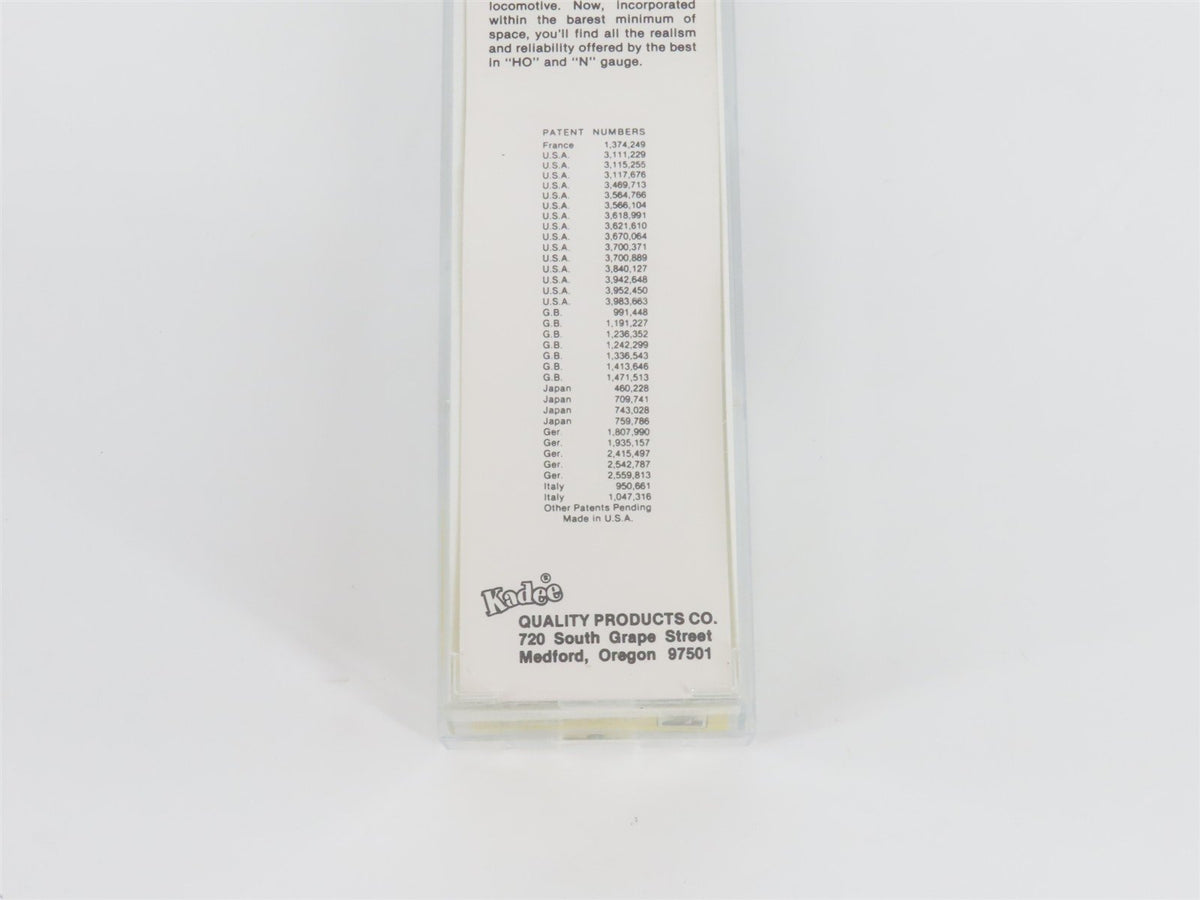 locomotive. Now, incorporated
within the barest minimum of
space, you'll find all the realism
and reliability offered by the best
in "HO" and "N" gauge.
PATENT NUMBERS
France 1,374,249
U.S.A. 3,111,229
U.S.A. 3,115,255
U.S.A. 3,117,676
U.S.A. 3,469,713
U.S.A. 3,564,766
U.S.A. 3,566,104
U.S.A. 3,618,991
U.S.A. 3,621,610
U.S.A. 3,670,064
U.S.A. 3,700,371
U.S.A. 3,700,889
U.S.A. 3,840,127
U.S.A. 3,942,648
U.S.A. 3,952,450
U.S.A. 3,983,663
G.B. 991,448
G.B. 1,191,227
G.B. 1,236,352
G.B. 1,242,299
G.B. 1,336,543
G.B. 1,413,646
G.B. 1,471,513
Japan 460,228
Japan 709,741
Japan 743,028
Japan 759,786
Ger. 1,807,990
Ger. 1,935,157
Ger. 2,415,497
Ger. 2,542,787
Ger. 2,559,813
Italy 950,661
Italy 1,047,316
Other Patents Pending
Made in U.S.A.
Kadee®
QUALITY PRODUCTS CO.
720 South Grape Street
Medford, Oregon 97501